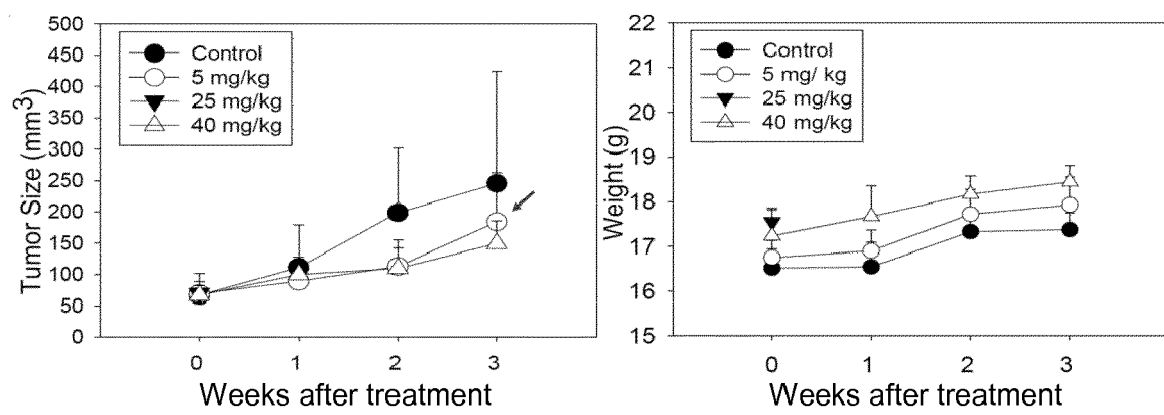 500
450
400
350
300
250
200
150
100
50
0
Tumor Size (mm3)
Control
5 mg/kg
25 mg/kg
40 mg/kg
0 1 2 3
Weeks after treatment
22
21
20
19
18
17
16
15
Weight (g)
Control
5 mg/ kg
25 mg/kg
40 mg/kg
0 1 2 3
Weeks after treatment